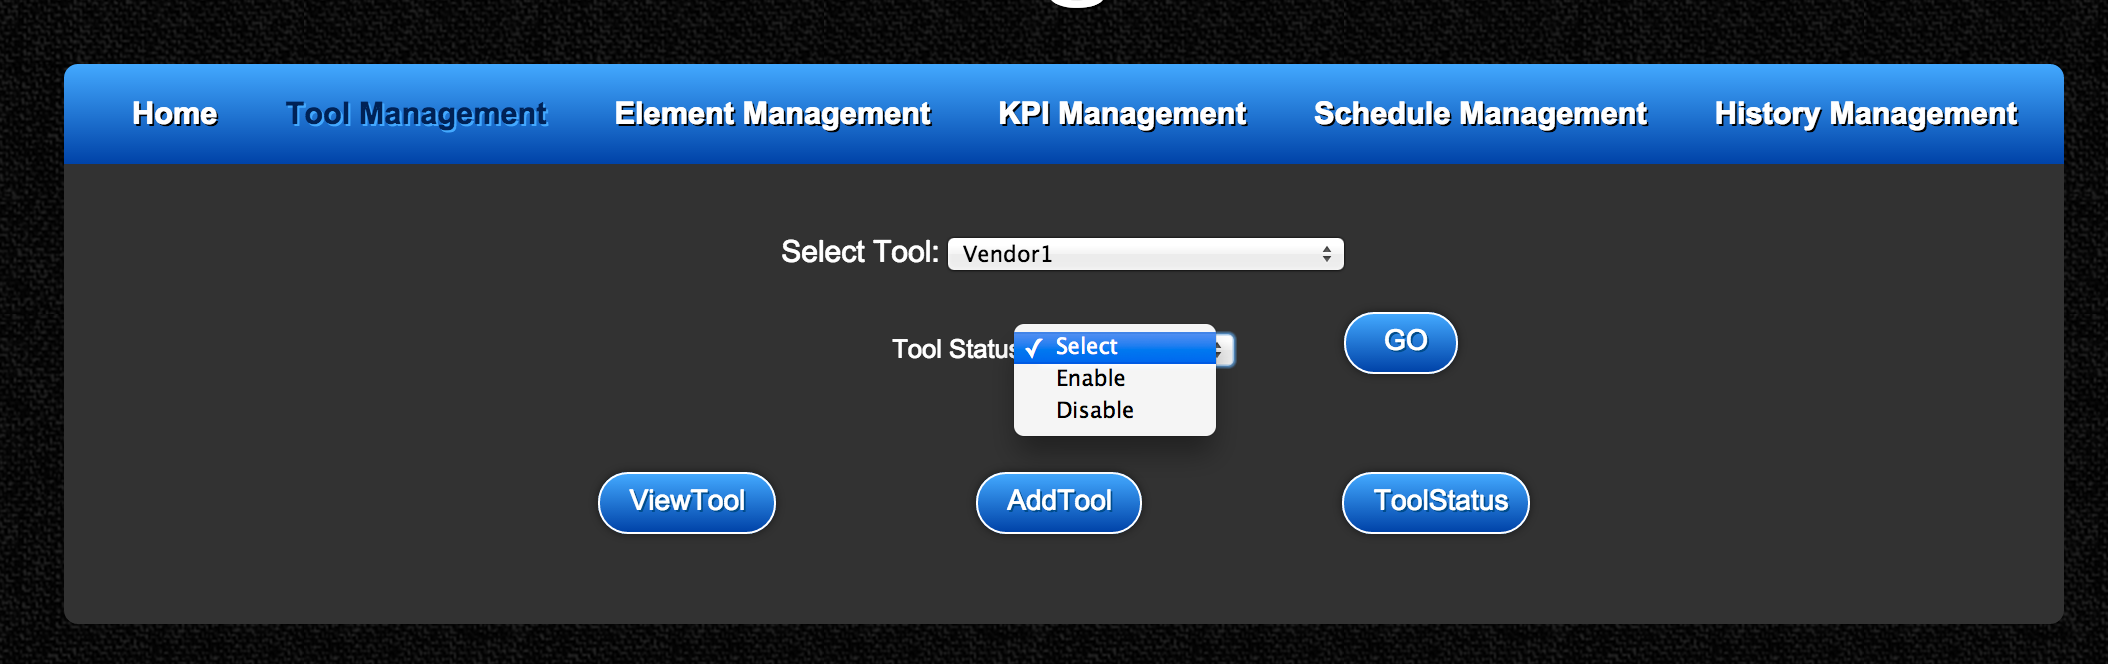 Home Tool Management Element Management KPI Management Schedule Management History Management
Select Tool: Vendor1
Tool Status
✓ Select
Enable
Disable
GO
ViewTool AddTool ToolStatus